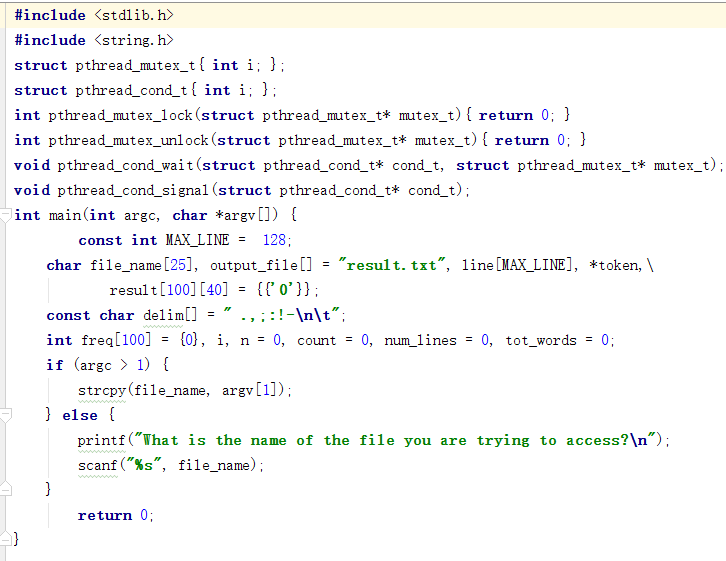 #include <stdlib.h>
#include <string.h>
struct pthread_mutex_t{ int i; };
struct pthread_cond_t{ int i; };
int pthread_mutex_lock(struct pthread_mutex_t* mutex_t){ return 0; }
int pthread_mutex_unlock(struct pthread_mutex_t* mutex_t){ return 0; }
void pthread_cond_wait(struct pthread_cond_t* cond_t, struct pthread_mutex_t* mutex_t);
void pthread_cond_signal(struct pthread_cond_t* cond_t);
int main(int argc, char *argv[]) {
        const int MAX_LINE =  128;
    char file_name[25], output_file[] = "result.txt", line[MAX_LINE], *token,\
            result[100][40] = {{'0'}};
    const char delim[] = " .,;:!-\n\t";
    int freq[100] = {0}, i, n = 0, count = 0, num_lines = 0, tot_words = 0;
    if (argc > 1) {
        strcpy(file_name, argv[1]);
    } else {
        printf("What is the name of the file you are trying to access?\n");
        scanf("%s", file_name);
    }
        return 0;
}